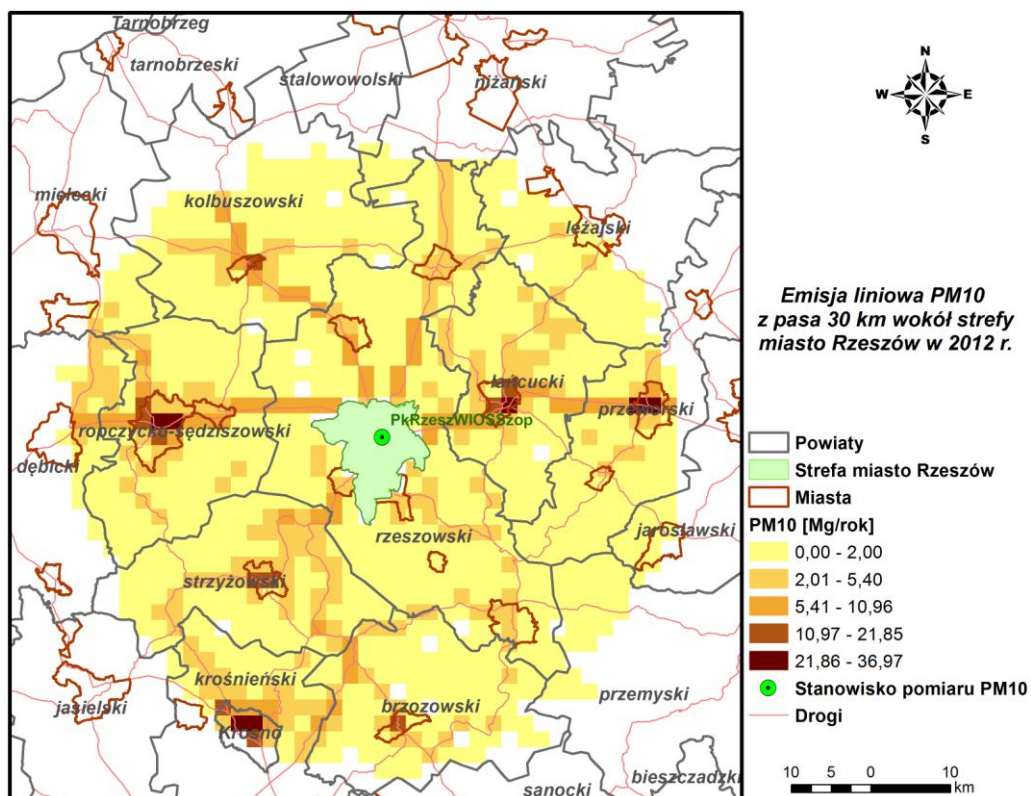 Tarnobrzeg
tarnobrzeski
stalowowolski
niżański
mielecki
kolbuszowski
leżajski
łańcucki
przeworski
PkRzeszWIOSSzop
ropczycko-sędziszowski
dębicki
rzeszowski
jarosławski
strzyżowski
krośnieński
przemyski
jasielski
brzozowski
Krosno
bieszczadzki
sanocki
N
W
E
S
Emisja liniowa PM10
z pasa 30 km wokół strefy
miasto Rzeszów w 2012 r.
Powiaty
Strefa miasto Rzeszów
Miasta
PM10 [Mg/rok]
0,00 - 2,00
2,01 - 5,40
5,41 - 10,96
10,97 - 21,85
21,86 - 36,97
Stanowisko pomiaru PM10
Drogi
10 5 0 10
km